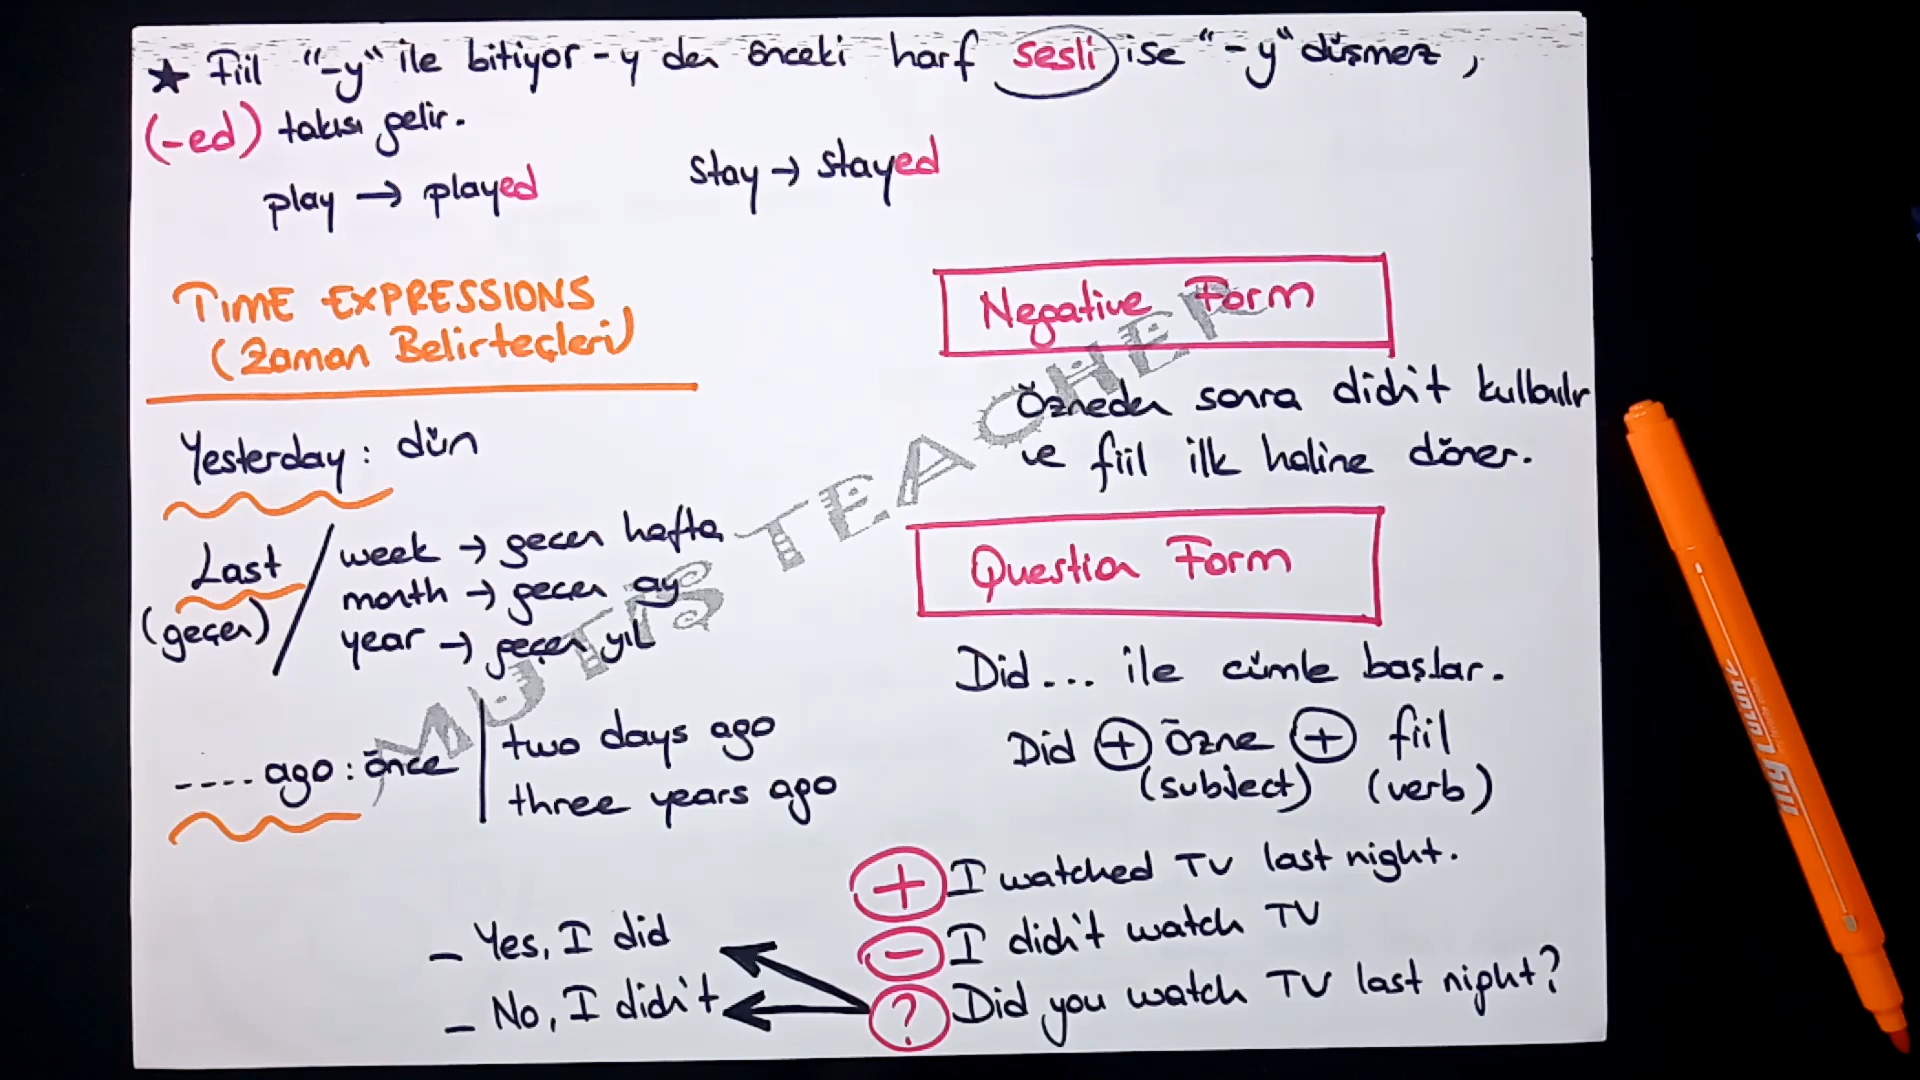 ★ Fiil "-y" ile bitiyor -y den önceki harf sesli ise "-y" düşmez,
(-ed) takısı gelir.
play → played
stay → stayed
TIME EXPRESSIONS
(Zaman Belirteçleri)
Yesterday : dün
Last
(geçen)
week → geçen hafta
month → geçen ay
year → geçen yıl
---- ago : önce
two days ago
three years ago
Negative Form
Özneden sonra didn't kullanılır
ve fiil ilk haline döner.
Question Form
Did... ile cümle başlar.
Did + özne + fiil
(subject) (verb)
+ I watched TV last night.
- I didn't watch TV
? Did you watch TV last night?
- Yes, I did
- No, I didn't
TEACHER
my Lovely